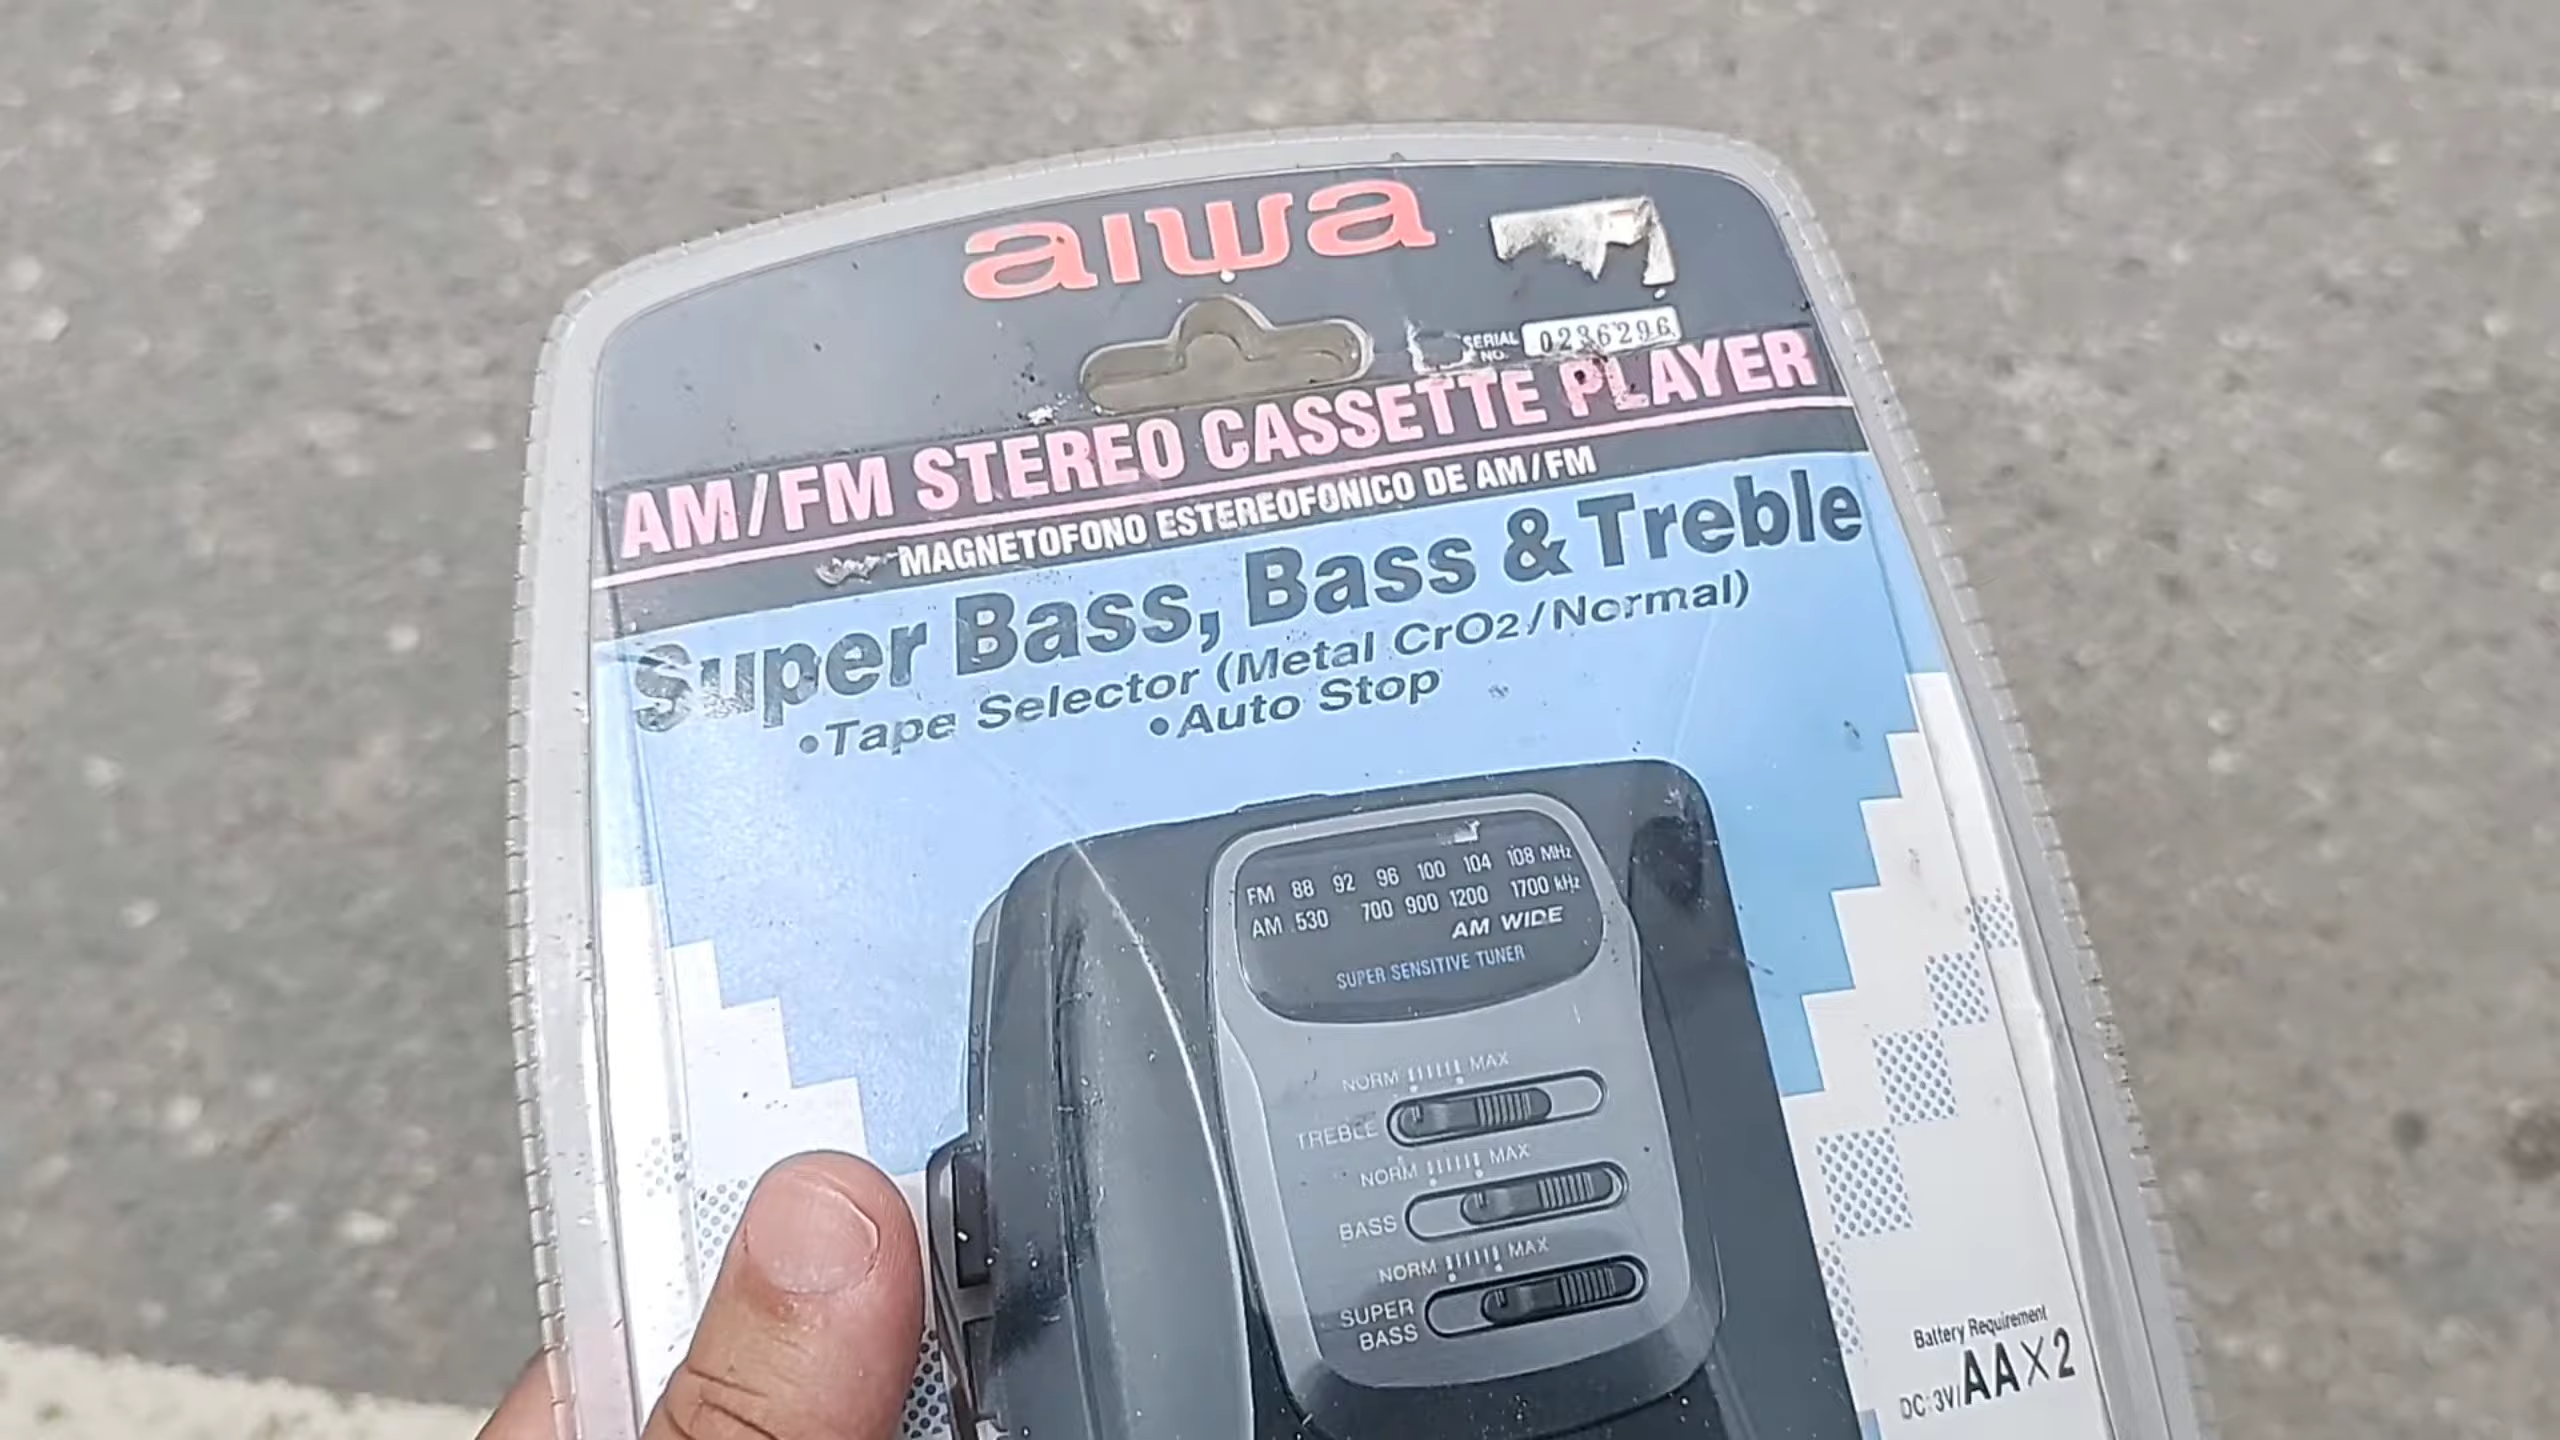 aiwa
SERIAL NO. 0236296
AM/FM STEREO CASSETTE PLAYER
MAGNETOFONO ESTEREOFONICO DE AM/FM
Super Bass, Bass & Treble
•Tape Selector (Metal CrO2/Normal)
•Auto Stop
FM 88 92 96 100 104 108 MHz
AM 530 700 900 1200 1700 kHz
AM WIDE
SUPER SENSITIVE TUNER
NORM MAX
TREBLE
NORM MAX
BASS
NORM MAX
SUPER
BASS
Battery Requirement
DC:3V/AAX2